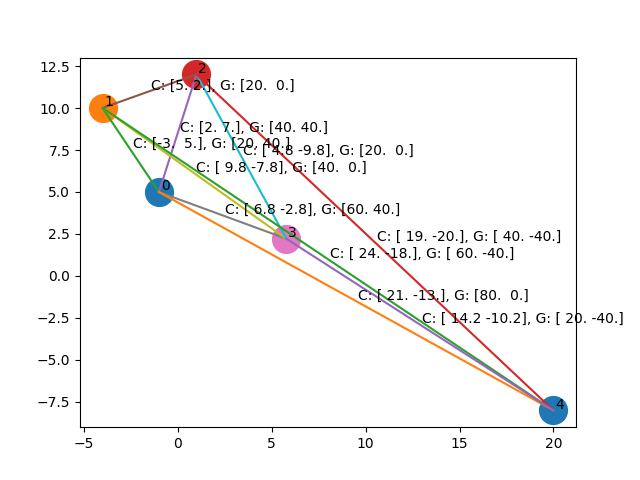 12.5
10.0
7.5
5.0
2.5
0.0
−2.5
−5.0
−7.5
−5
0
5
10
15
20
2
1
0
3
4
C: [5. 2.], G: [20.  0.]
C: [2. 7.], G: [40. 40.]
C: [-3.  5.], G: [20. 40.]
C: [ 4.8 -9.8], G: [20.  0.]
C: [ 9.8 -7.8], G: [40.  0.]
C: [ 6.8 -2.8], G: [60. 40.]
C: [ 19. -20.], G: [ 40. -40.]
C: [ 24. -18.], G: [ 60. -40.]
C: [ 21. -13.], G: [80.  0.]
C: [ 14.2 -10.2], G: [ 20. -40.]